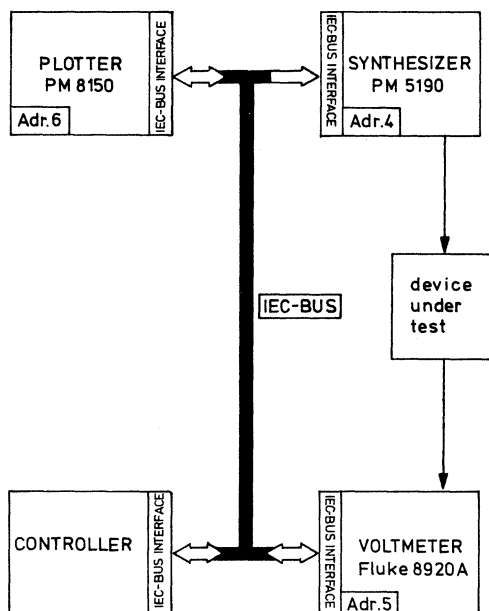 PLOTTER
PM 8150
Adr.6
IEC-BUS INTERFACE
IEC-BUS INTERFACE
SYNTHESIZER
PM 5190
Adr.4
device
under
test
IEC-BUS
CONTROLLER
IEC-BUS INTERFACE
IEC-BUS INTERFACE
VOLTMETER
Fluke 8920A
Adr.5